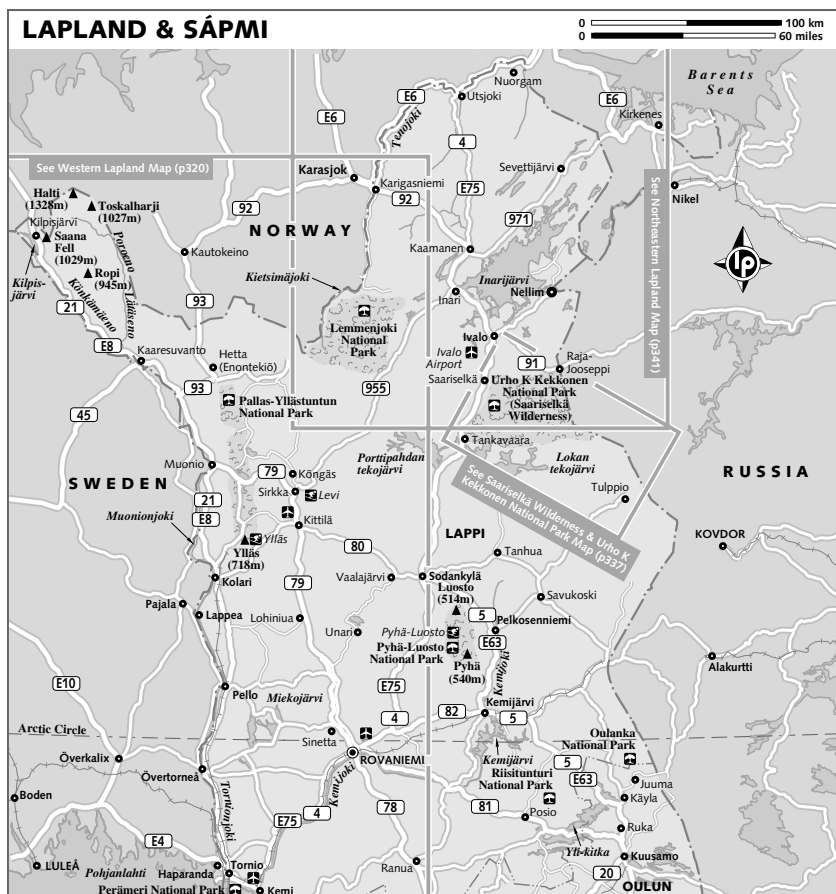 LAPLAND & SÁPMI
0 100 km
0 60 miles
Nuorgam
Barents
Sea
E6
Utsjoki
E6
E6
Kirkenes
Tenojoki
4
See Western Lapland Map (p320)
Karasjok
Sevettijärvi
E75
Halti
(1328m)
Toskalharji
(1027m)
Karigasniemi
92
92
971
Nikel
See Northeastern Lapland Map (p341)
Kilpisjärvi
Saana
Fell
(1029m)
Poroeno
NORWAY
Kautokeino
Kaamanen
lp
Kilpis-
järvi
Ropi
(945m)
Lätäseno
Könkämäeno
Kietsimäjoki
Inarijärvi
Inari
Nellim
21
93
Lemmenjoki
National
Park
E8
Ivalo
Kaaresuvanto
Hetta
(Enontekiö)
Ivalo
Airport
91
Raja-
Jooseppi
93
955
Saariselkä
Urho K Kekkonen
National Park
(Saariselkä
Wilderness)
45
Pallas-Yllästuntun
National Park
Tankavaara
Porttipahdan
tekojärvi
Lokan
tekojärvi
Muonio
79
Köngäs
RUSSIA
SWEDEN
Sirkka
Levi
See Saariselkä Wilderness & Urho K
Kekkonen National Park Map (p337)
Tulppio
21
E8
Muonionjoki
Kittilä
LAPPI
KOVDOR
Ylläs
Ylläs
(718m)
80
Tanhua
Kolari
79
Vaalajärvi
Sodankylä
Luosto
(514m)
Savukoski
Pajala
Lappea
Lohiniua
5
Pelkosenniemi
Unari
Pyhä-Luosto
E63
Pyhä-Luosto
National Park
Pyhä
(540m)
Kemijoki
Alakurtti
E10
Pello
Miekojärvi
E75
4
82
Kemijärvi
5
Arctic Circle
Sinetta
Oulanka
National Park
Överkalix
ROVANIEMI
Kemijärvi
5
Övertorneå
Kemijoki
Riisitunturi
National Park
E63
Juuma
Boden
Tornionjoki
4
78
81
Käylä
E75
Posio
E4
Ruka
Yli-kitka
LULEÅ
Pohjanlahti
Tornio
Haparanda
Ranua
Kuusamo
20
Perämeri National Park
Kemi
OULUN